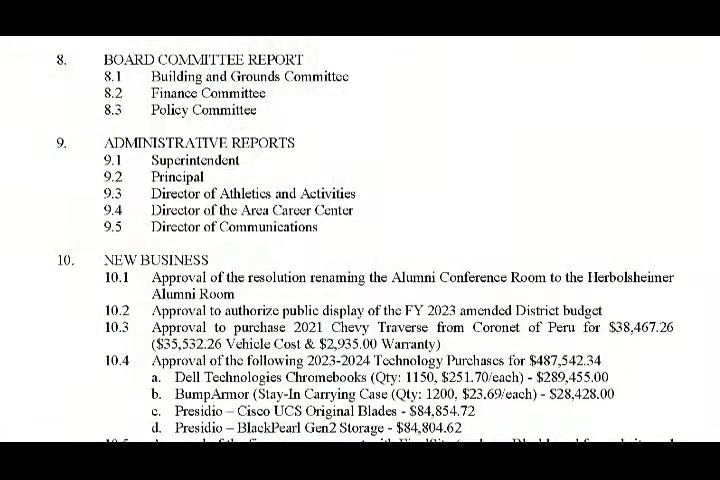 8. BOARD COMMITTEE REPORT
8.1 Building and Grounds Committee
8.2 Finance Committee
8.3 Policy Committee
9. ADMINISTRATIVE REPORTS
9.1 Superintendent
9.2 Principal
9.3 Director of Athletics and Activities
9.4 Director of the Area Career Center
9.5 Director of Communications
10. NEW BUSINESS
10.1 Approval of the resolution renaming the Alumni Conference Room to the Herbolsheimer
Alumni Room
10.2 Approval to authorize public display of the FY 2023 amended District budget
10.3 Approval to purchase 2021 Chevy Traverse from Coronet of Peru for $38,467.26
($35,532.26 Vehicle Cost & $2,935.00 Warranty)
10.4 Approval of the following 2023-2024 Technology Purchases for $487,542.34
a. Dell Technologies Chromebooks (Qty: 1150, $251.70/each) - $289,455.00
b. BumpArmor (Stay-In Carrying Case (Qty: 1200, $23.69/each) - $28,428.00
c. Presidio – Cisco UCS Original Blades - $84,854.72
d. Presidio – BlackPearl Gen2 Storage - $84,804.62